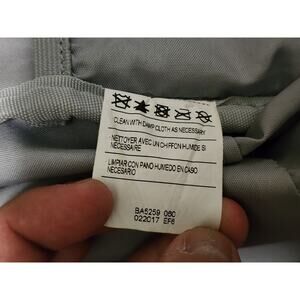 CLEAN WITH DAMP CLOTH AS NECESSARY
NETTOYER AVEC UN CHIFFON HUMIDE SI
NECESSAIRE
LIMPIAR CON PANO HUMEDO EN CASO
NECESARIO
BA5259 080
022017 EF6